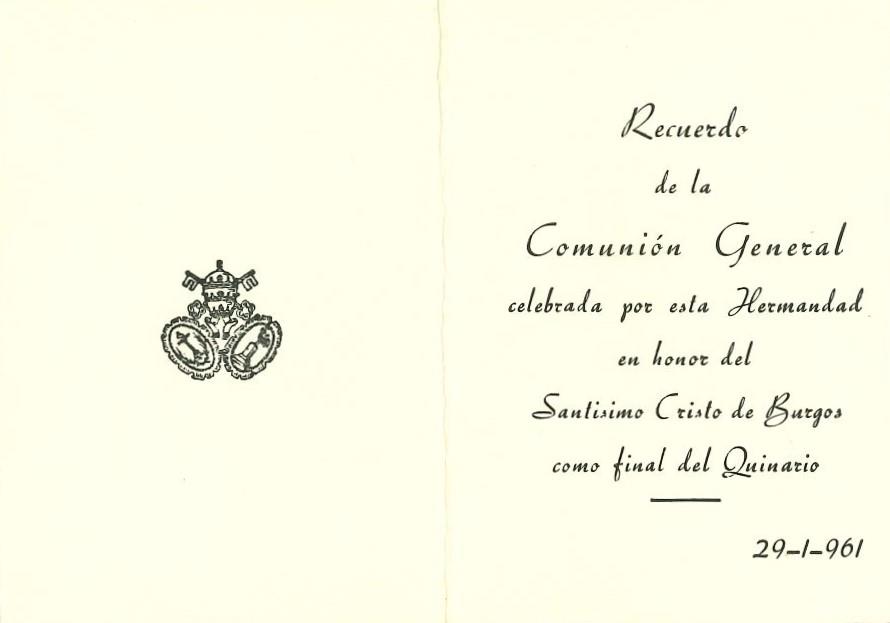 Recuerdo
de la
Comunión General
celebrada por esta Hermandad
en honor del
Santisimo Cristo de Burgos
como final del Quinario
29-1-961